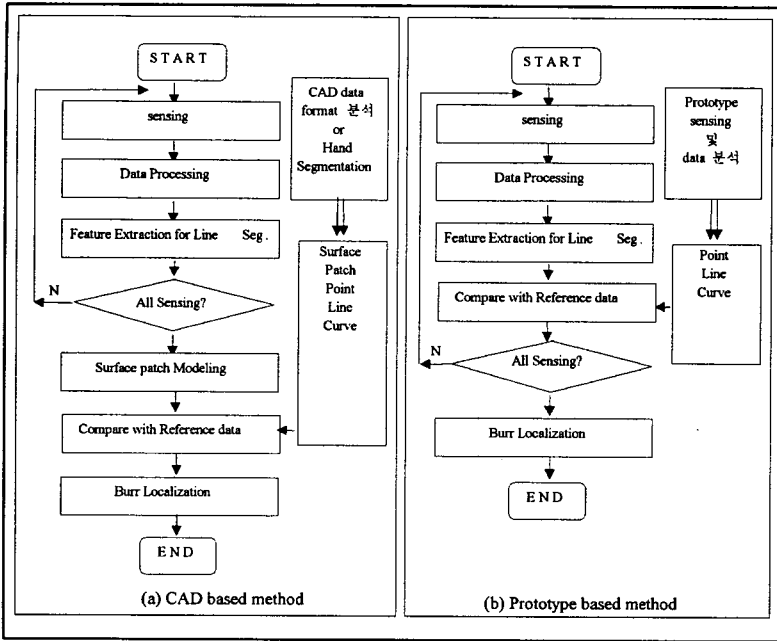 START
sensing
Data Processing
Feature Extraction for Line Seg.
All Sensing?
N
Surface patch Modeling
Compare with Reference data
Burr Localization
END
CAD data
format 분석
or
Hand
Segmentation
Surface
Patch
Point
Line
Curve
(a) CAD based method
START
sensing
Data Processing
Feature Extraction for Line Seg.
Compare with Reference data
N
All Sensing?
Burr Localization
END
Prototype
sensing
및
data 분석
Point
Line
Curve
(b) Prototype based method